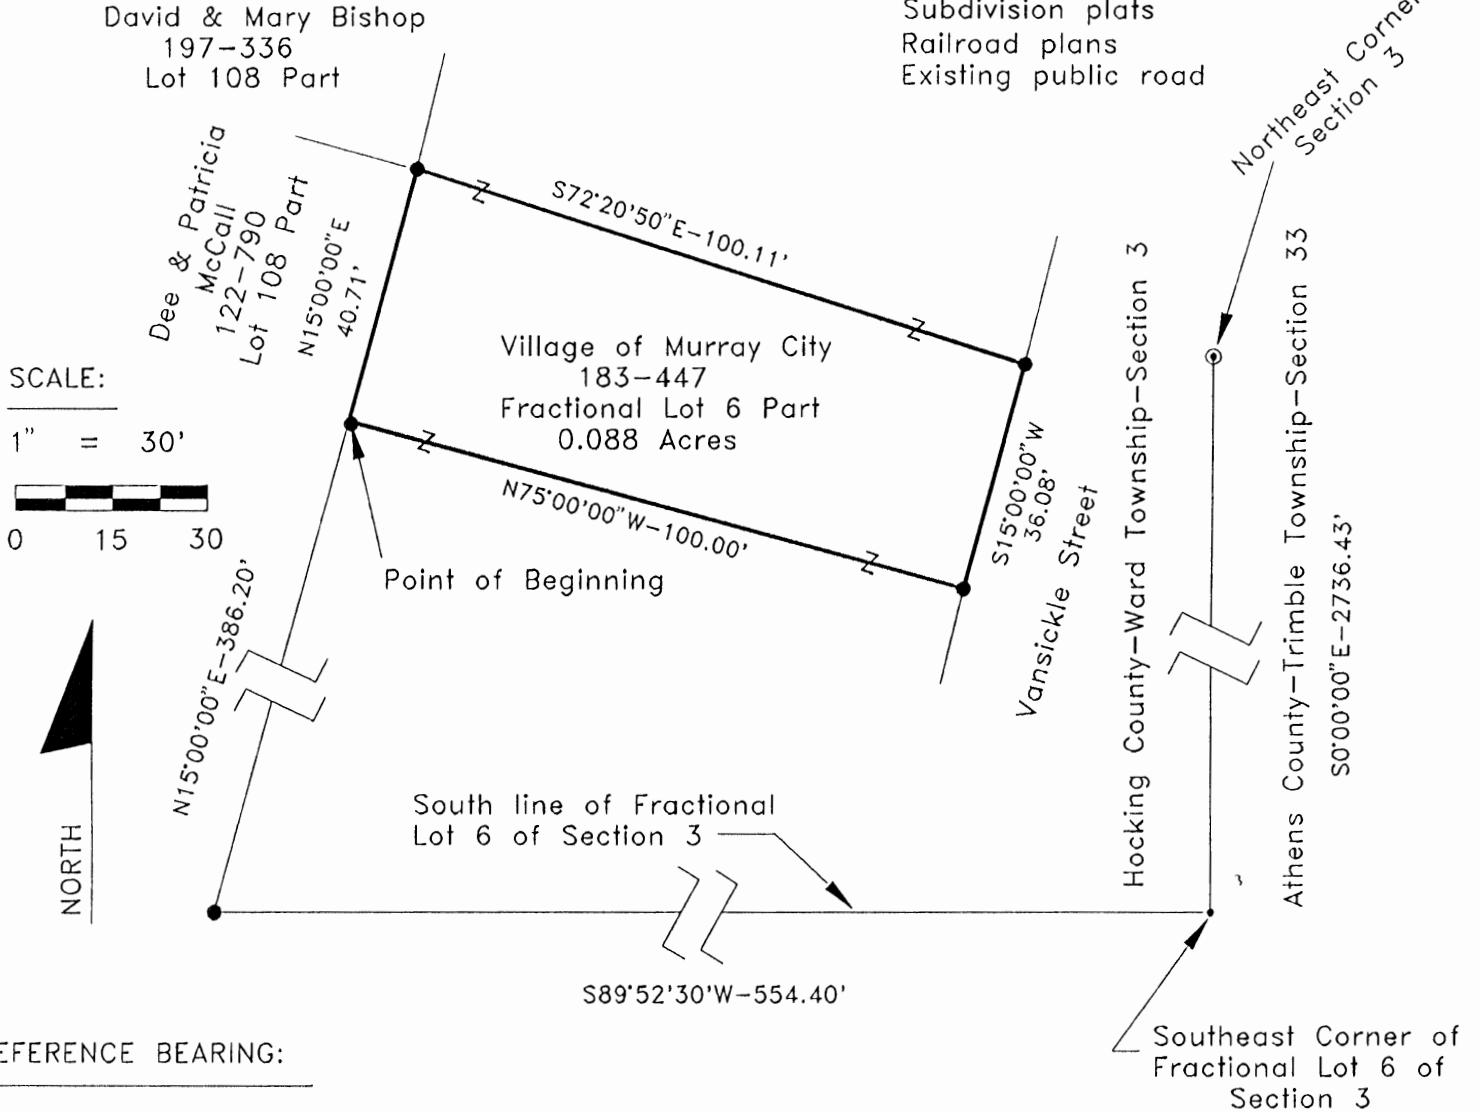 David & Mary Bishop
197-336
Lot 108 Part
Subdivision plats
Railroad plans
Existing public road
Northeast Corner
Section 3
Dee & Patricia
McCall
122-790
Lot 108 Part
N15°00'00"E
40.71'
S72°20'50"E-100.11'
Village of Murray City
183-447
Fractional Lot 6 Part
0.088 Acres
N75°00'00"W-100.00'
S15°00'00"W
36.08'
Vansickle Street
Hocking County-Ward Township-Section 3
Athens County-Trimble Township-Section 33
S0°00'00"E-2736.43'
SCALE:
1" = 30'
0 15 30
Point of Beginning
N15°00'00"E-386.20'
NORTH
South line of Fractional
Lot 6 of Section 3
S89°52'30'W-554.40'
EFERENCE BEARING:
Southeast Corner of
Fractional Lot 6 of
Section 3